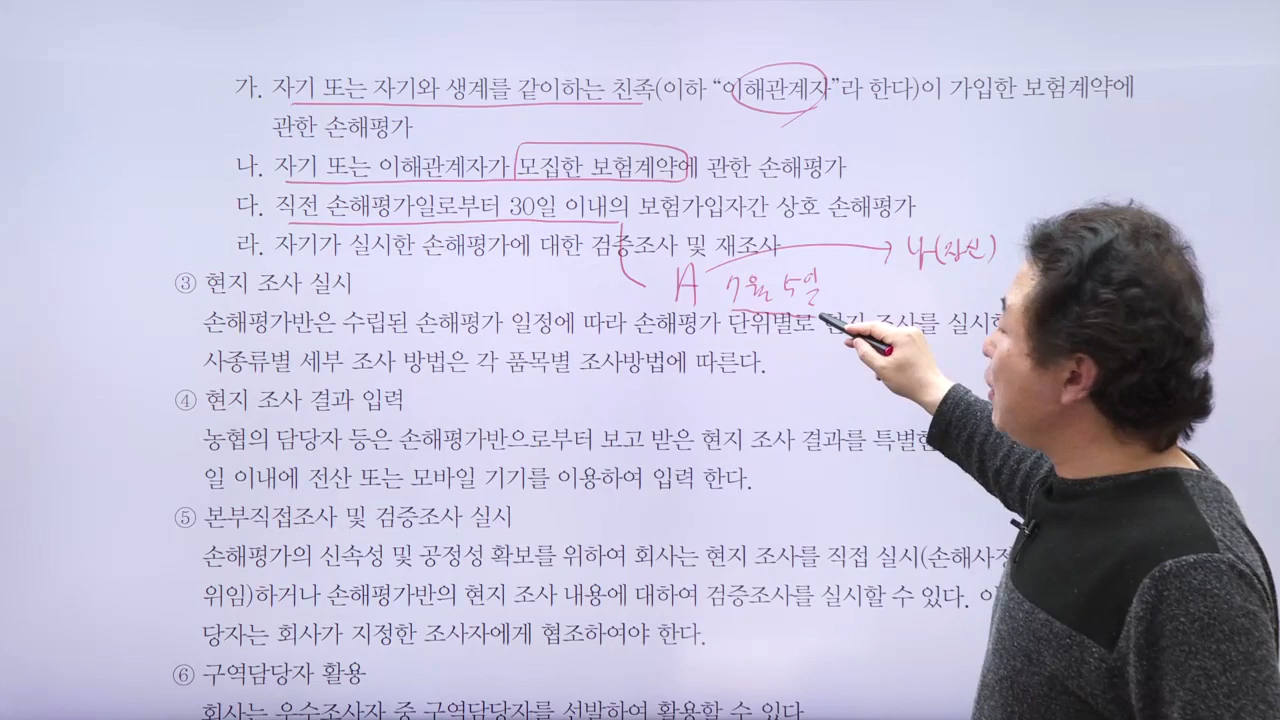 가. 자기 또는 자기와 생계를 같이하는 친족(이하 “이해관계자”라 한다)이 가입한 보험계약에
관한 손해평가
나. 자기 또는 이해관계자가 모집한 보험계약에 관한 손해평가
다. 직전 손해평가일로부터 30일 이내의 보험가입자간 상호 손해평가
라. 자기가 실시한 손해평가에 대한 검증조사 및 재조사
나(자신)
A 7월 5일
③ 현지 조사 실시
손해평가반은 수립된 손해평가 일정에 따라 손해평가 단위별로 현지 조사를
사종류별 세부 조사 방법은 각 품목별 조사방법에 따른다.
④ 현지 조사 결과 입력
농협의 담당자 등은 손해평가반으로부터 보고 받은 현지 조사 결과를
일 이내에 전산 또는 모바일 기기를 이용하여 입력 한다.
⑤ 본부직접조사 및 검증조사 실시
손해평가의 신속성 및 공정성 확보를 위하여 회사는 현지 조사를 직접 실시(손해사정
위임)하거나 손해평가반의 현지 조사 내용에 대하여 검증조사를 실시할 수 있다.
당자는 회사가 지정한 조사자에게 협조하여야 한다.
⑥ 구역담당자 활용
회사는 우수조사자 중 구역담당자를 선발하여 활용할 수 있다